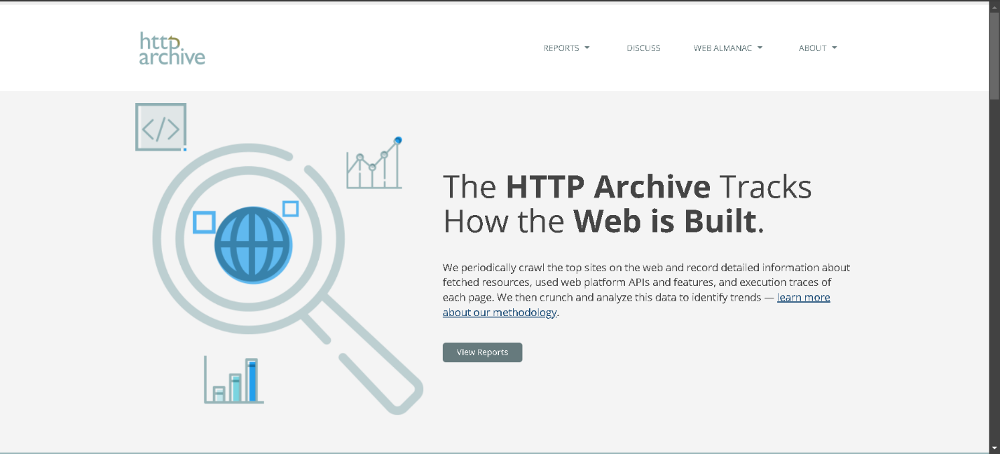 http
archive
REPORTS
DISCUSS
WEB ALMANAC
ABOUT
</>
The HTTP Archive Tracks
How the Web is Built.
We periodically crawl the top sites on the web and record detailed information about
fetched resources, used web platform APIs and features, and execution traces of
each page. We then crunch and analyze this data to identify trends — learn more
about our methodology.
View Reports